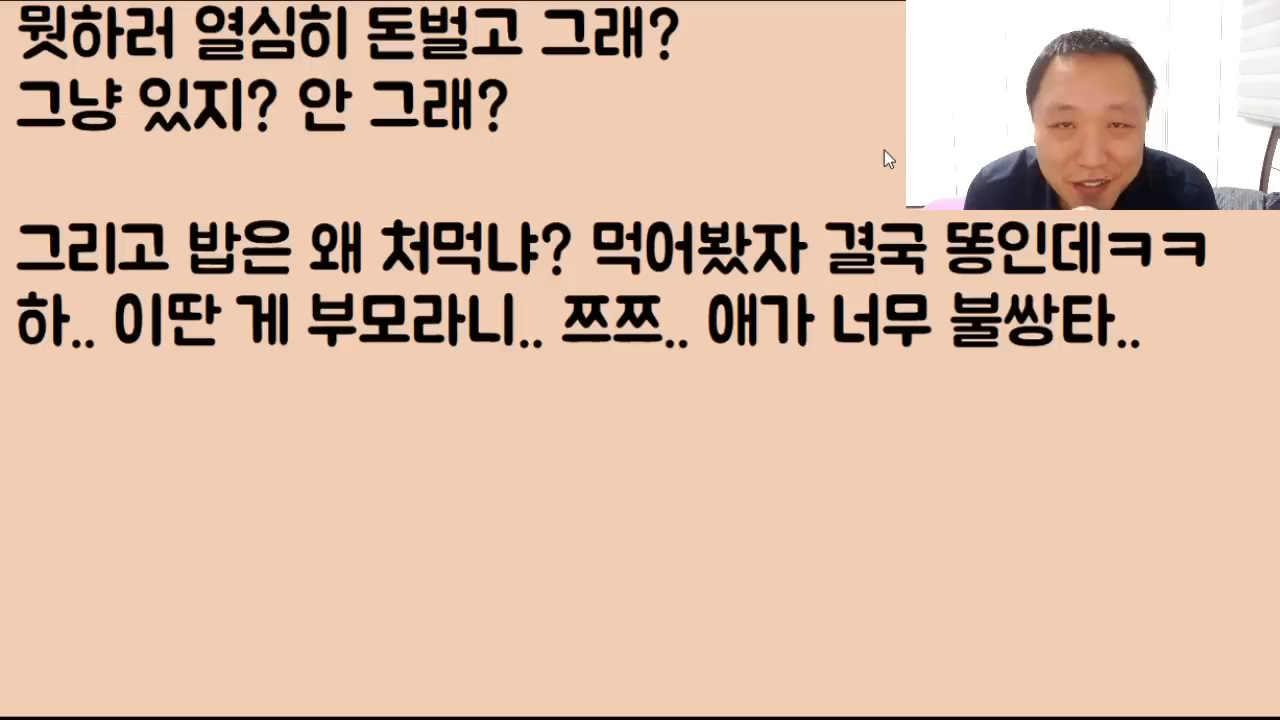 뭣하러 열심히 돈벌고 그래?
그냥 있지? 안 그래?
그리고 밥은 왜 처먹냐? 먹어봤자 결국 똥인데ㅋㅋ
하.. 이딴 게 부모라니.. 쯔쯔.. 애가 너무 불쌍타..